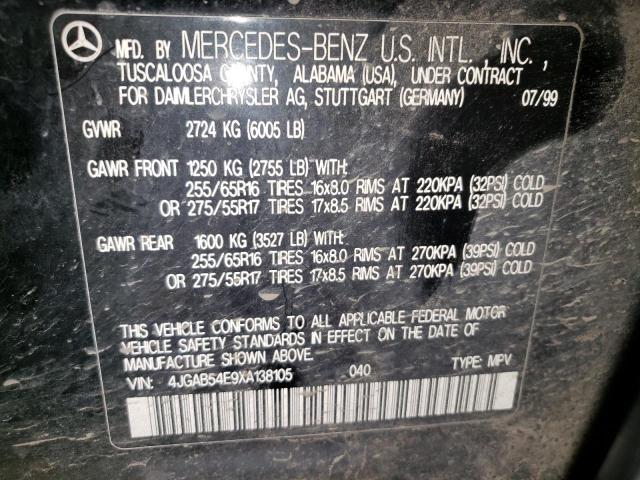 MFD. BY MERCEDES-BENZ U.S. INTL., INC.,
TUSCALOOSA COUNTY, ALABAMA (USA), UNDER CONTRACT
FOR DAIMLERCHRYSLER AG, STUTTGART (GERMANY) 07/99
GVWR 2724 KG (6005 LB)
GAWR FRONT 1250 KG (2755 LB) WITH:
255/65R16 TIRES 16x8.0 RIMS AT 220KPA (32PSI) COLD
OR 275/55R17 TIRES 17x8.5 RIMS AT 220KPA (32PSI) COLD
GAWR REAR 1600 KG (3527 LB) WITH:
255/65R16 TIRES 16x8.0 RIMS AT 270KPA (39PSI) COLD
OR 275/55R17 TIRES 17x8.5 RIMS AT 270KPA (39PSI) COLD
THIS VEHICLE CONFORMS TO ALL APPLICABLE FEDERAL MOTOR
VEHICLE SAFETY STANDARDS IN EFFECT ON THE DATE OF
MANUFACTURE SHOWN ABOVE.
VIN: 4JGAB54E9XA138105 040 TYPE: MPV